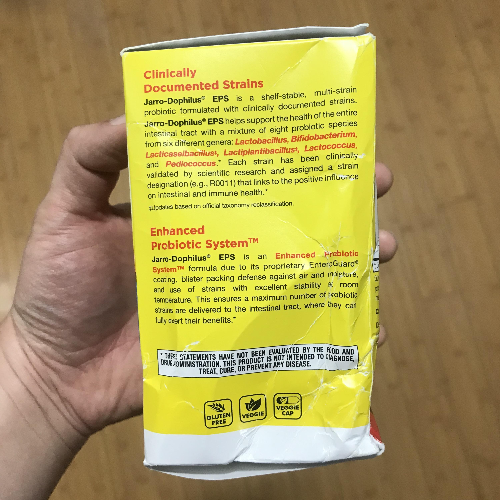 Clinically
Documented Strains
Jarro-Dophilus® EPS is a shelf-stable, multi-strain
probiotic formulated with clinically documented strains.
Jarro-Dophilus® EPS helps support the health of the entire
intestinal tract with a mixture of eight probiotic species
from six different genera: Lactobacillus, Bifidobacterium,
Lacticaseibacillus‡, Lactiplantibacillus‡, Lactococcus,
and Pediococcus.* Each strain has been clinically
validated by scientific research and assigned a strain
designation (e.g., R0011) that links to the positive influence
on intestinal and immune health.*
‡Updates based on official taxonomy reclassification.
Enhanced
Probiotic System™
Jarro-Dophilus® EPS is an Enhanced Probiotic
System™ formula due to its proprietary EnteroGuard®
coating, blister packing defense against air and moisture,
and use of strains with excellent stability at room
temperature. This ensures a maximum number of probiotic
strains are delivered to the intestinal tract, where they can
fully exert their benefits.*
* THESE STATEMENTS HAVE NOT BEEN EVALUATED BY THE FOOD AND
DRUG ADMINISTRATION. THIS PRODUCT IS NOT INTENDED TO DIAGNOSE,
TREAT, CURE, OR PREVENT ANY DISEASE.
GLUTEN FREE
VEGGIE
VEGGIE CAP